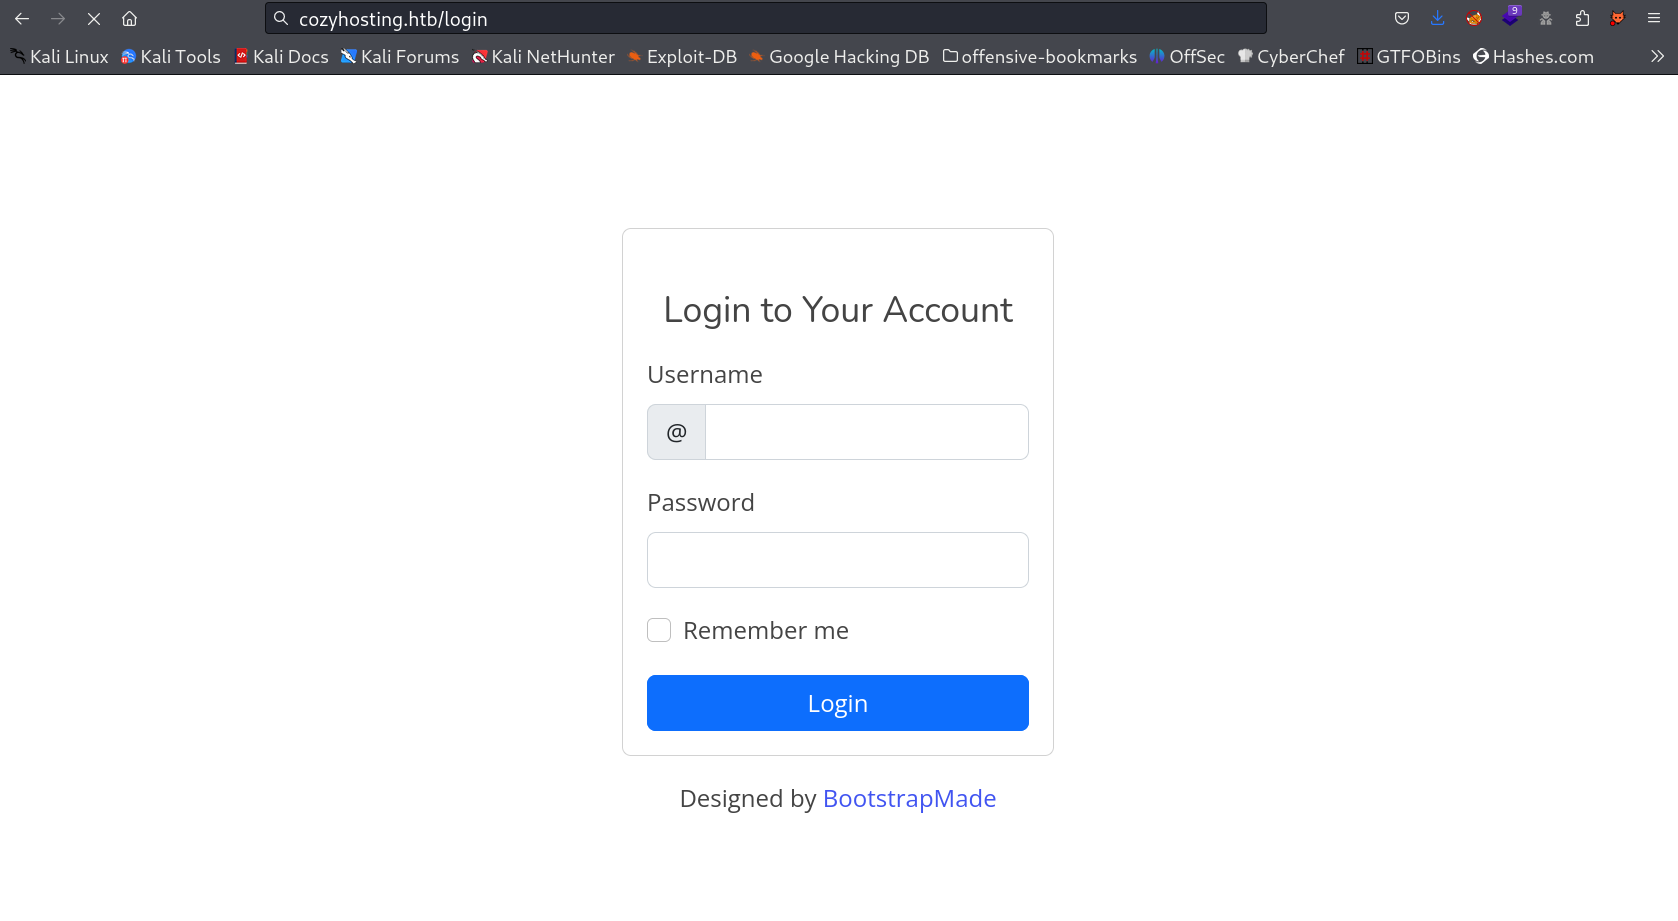 cozyhosting.htb/login
9
Kali Linux Kali Tools Kali Docs Kali Forums Kali NetHunter Exploit-DB Google Hacking DB offensive-bookmarks OffSec CyberChef GTFOBins Hashes.com
Login to Your Account
Username
@
Password
Remember me
Login
Designed by BootstrapMade